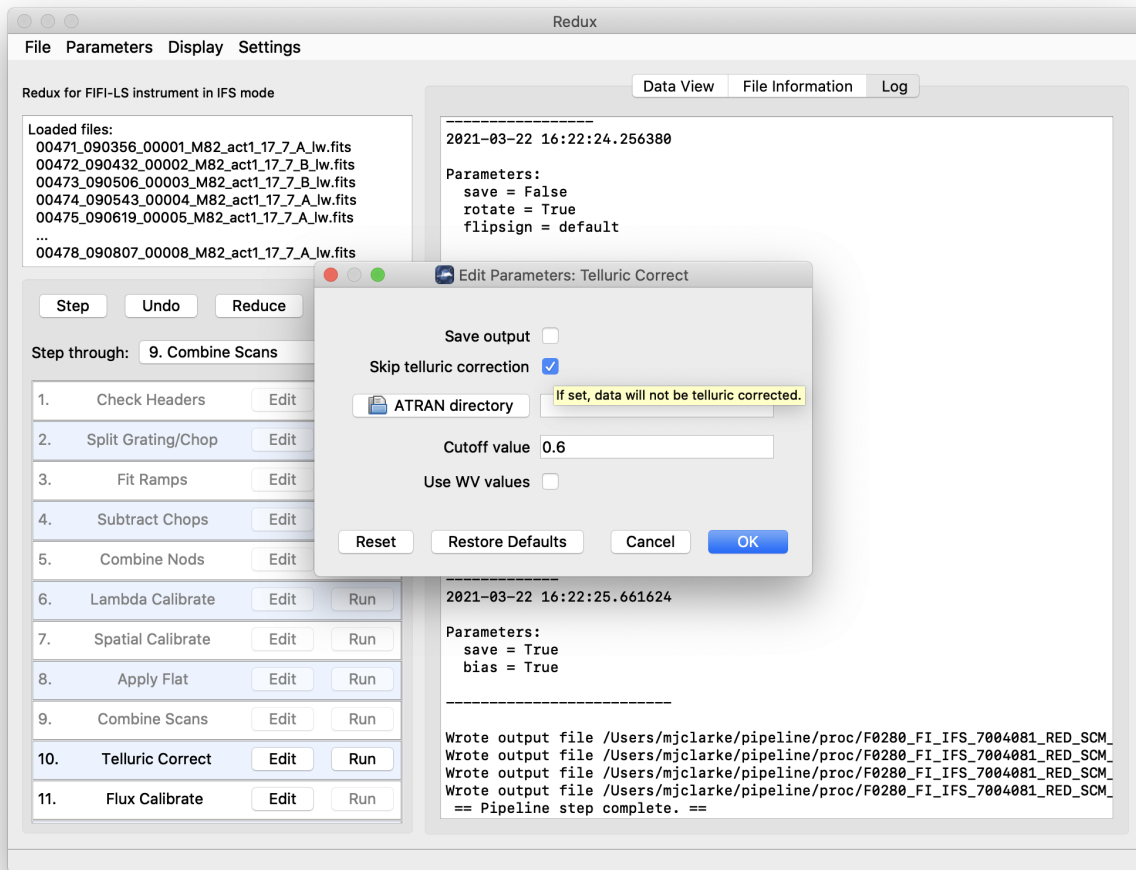 Redux
File Parameters Display Settings
Redux for FIFI-LS instrument in IFS mode
Loaded files:
00471_090356_00001_M82_act1_17_7_A_lw.fits
00472_090432_00002_M82_act1_17_7_B_lw.fits
00473_090506_00003_M82_act1_17_7_B_lw.fits
00474_090543_00004_M82_act1_17_7_A_lw.fits
00475_090619_00005_M82_act1_17_7_A_lw.fits
...
00478_090807_00008_M82_act1_17_7_A_lw.fits
Step Undo Reduce
Step through: 9. Combine Scans
1. Check Headers Edit
2. Split Grating/Chop Edit
3. Fit Ramps Edit
4. Subtract Chops Edit
5. Combine Nods Edit
6. Lambda Calibrate Edit Run
7. Spatial Calibrate Edit Run
8. Apply Flat Edit Run
9. Combine Scans Edit Run
10. Telluric Correct Edit Run
11. Flux Calibrate Edit Run
Data View File Information Log
-----------------
2021-03-22 16:22:24.256380
Parameters:
save = False
rotate = True
flipsign = default
Edit Parameters: Telluric Correct
Save output
Skip telluric correction
If set, data will not be telluric corrected.
ATRAN directory
Cutoff value 0.6
Use WV values
Reset Restore Defaults Cancel OK
-------------
2021-03-22 16:22:25.661624
Parameters:
save = True
bias = True
-------------------------
Wrote output file /Users/mjclarke/pipeline/proc/F0280_FI_IFS_7004081_RED_SCM_
Wrote output file /Users/mjclarke/pipeline/proc/F0280_FI_IFS_7004081_RED_SCM_
Wrote output file /Users/mjclarke/pipeline/proc/F0280_FI_IFS_7004081_RED_SCM_
Wrote output file /Users/mjclarke/pipeline/proc/F0280_FI_IFS_7004081_RED_SCM_
== Pipeline step complete. ==